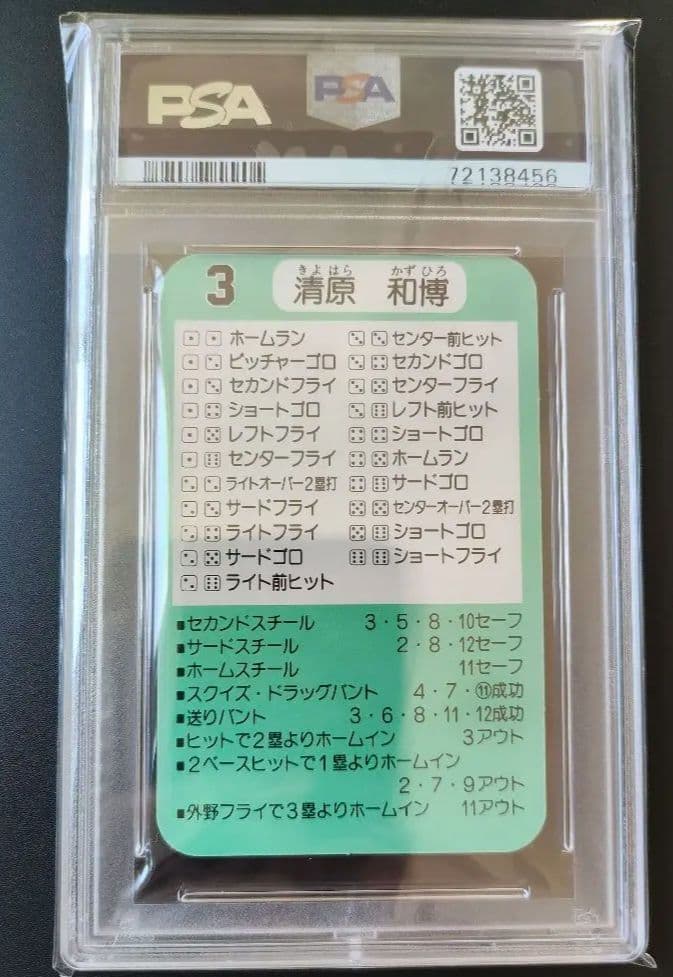 PSA PSA
72138456
きよはら かずひろ
3 清原 和博
⚀ ⚀ ホームラン
⚀ ⚁ ピッチャーゴロ
⚀ ⚂ セカンドフライ
⚀ ⚃ ショートゴロ
⚀ ⚄ レフトフライ
⚀ ⚅ センターフライ
⚁ ⚁ ライトオーバー2塁打
⚁ ⚂ サードフライ
⚁ ⚃ ライトフライ
⚁ ⚄ サードゴロ
⚁ ⚅ ライト前ヒット
⚂ ⚂ センター前ヒット
⚂ ⚃ セカンドゴロ
⚂ ⚄ センターフライ
⚂ ⚅ レフト前ヒット
⚃ ⚃ ショートゴロ
⚃ ⚄ ホームラン
⚃ ⚅ サードゴロ
⚄ ⚄ センターオーバー2塁打
⚄ ⚅ ショートゴロ
⚅ ⚅ ショートフライ
■セカンドスチール 3・5・8・10セーフ
■サードスチール 2・8・12セーフ
■ホームスチール 11セーフ
■スクイズ・ドラッグバント 4・7・⑪成功
■送りバント 3・6・8・11・12成功
■ヒットで2塁よりホームイン 3アウト
■2ベースヒットで1塁よりホームイン
2・7・9アウト
■外野フライで3塁よりホームイン 11アウト